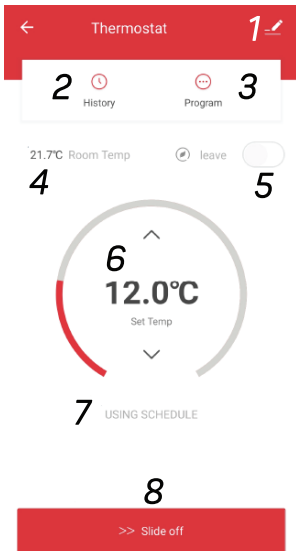 Thermostat 1
2 History
Program 3
21.7℃ Room Temp
leave
4
5
6
12.0℃
Set Temp
7 USING SCHEDULE
8
>> Slide off